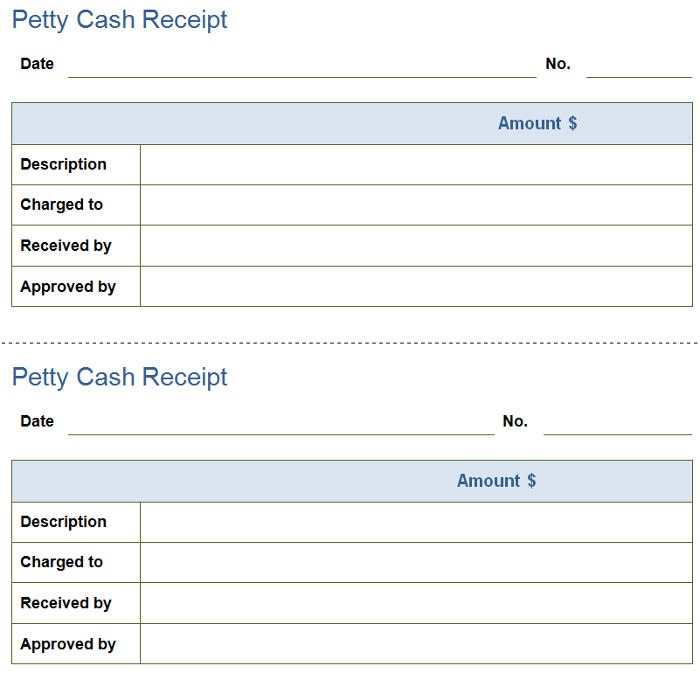 Petty Cash Receipt
Date No.
Amount $
Description
Charged to
Received by
Approved by
Petty Cash Receipt
Date No.
Amount $
Description
Charged to
Received by
Approved by